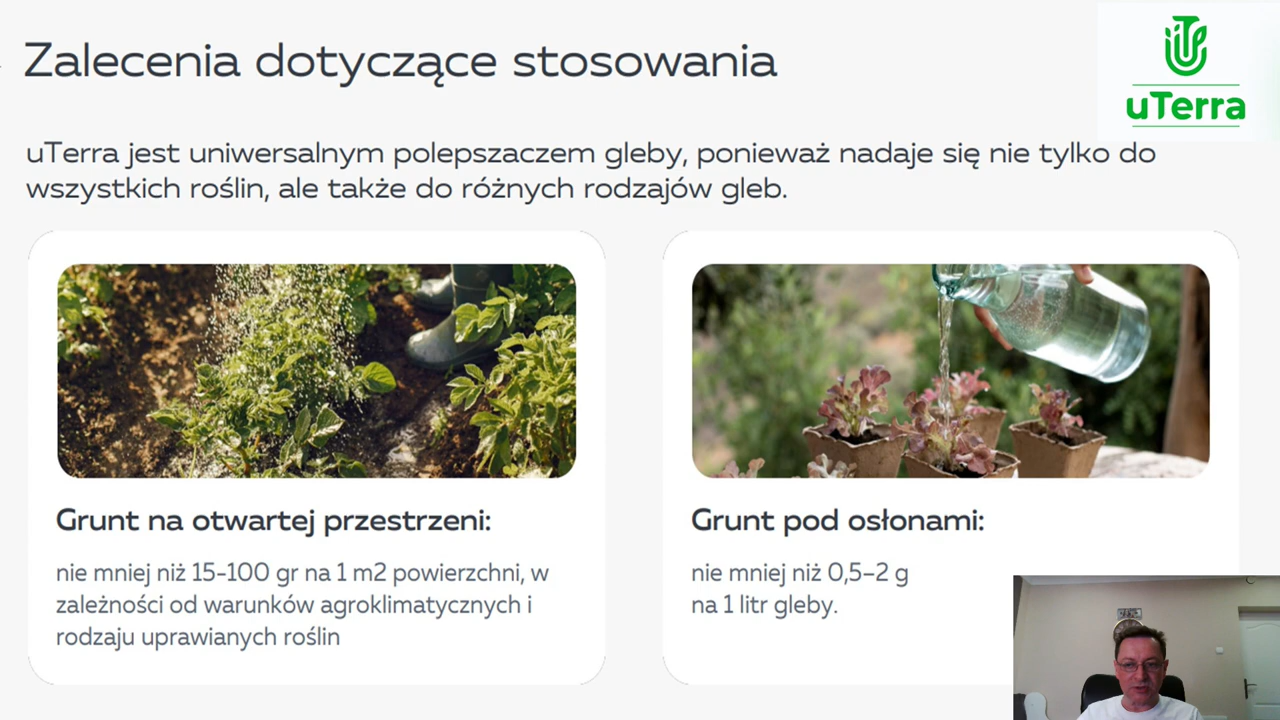 Zalecenia dotyczące stosowania
uTerra
uTerra jest uniwersalnym polepszaczem gleby, ponieważ nadaje się nie tylko do
wszystkich roślin, ale także do różnych rodzajów gleb.
Grunt na otwartej przestrzeni:
nie mniej niż 15-100 gr na 1 m2 powierzchni, w
zależności od warunków agroklimatycznych i
rodzaju uprawianych roślin
Grunt pod osłonami:
nie mniej niż 0,5–2 g
na 1 litr gleby.